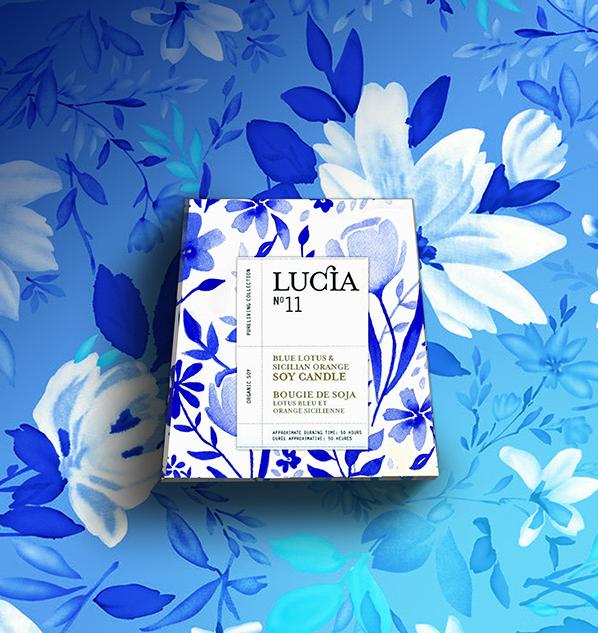 LUCIA
Nº11
PURELIVING COLLECTION
ORGANIC SOY
BLUE LOTUS &
SICILIAN ORANGE
SOY CANDLE
BOUGIE DE SOJA
LOTUS BLEU ET
ORANGE SICILIENNE
APPROXIMATE BURNING TIME: 50 HOURS
DURÉE APPROXIMATIVE: 50 HEURES